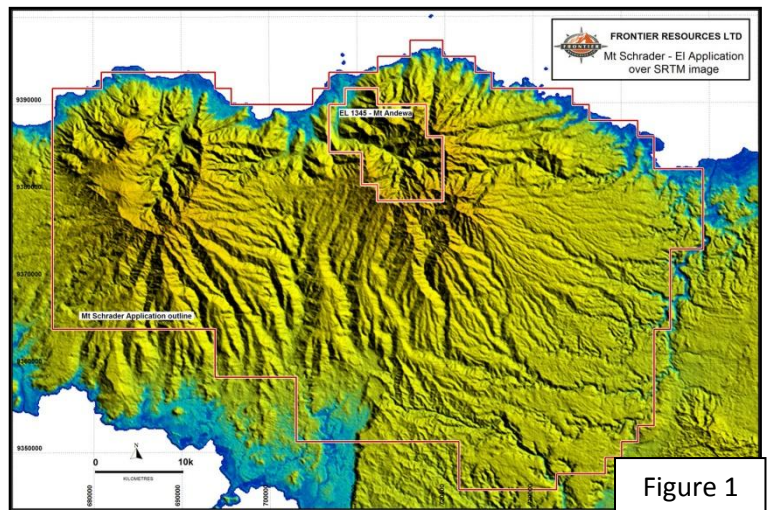 FRONTIER RESOURCES LTD
Mt Schrader - El Application
over SRTM image
FRONTIER
9390000
EL 1345 - Mt Andewa
9380000
9370000
Mt Schrader Application outline
9360000
9350000
N
0 10k
KILOMETRES
680000
690000
700000
Figure 1